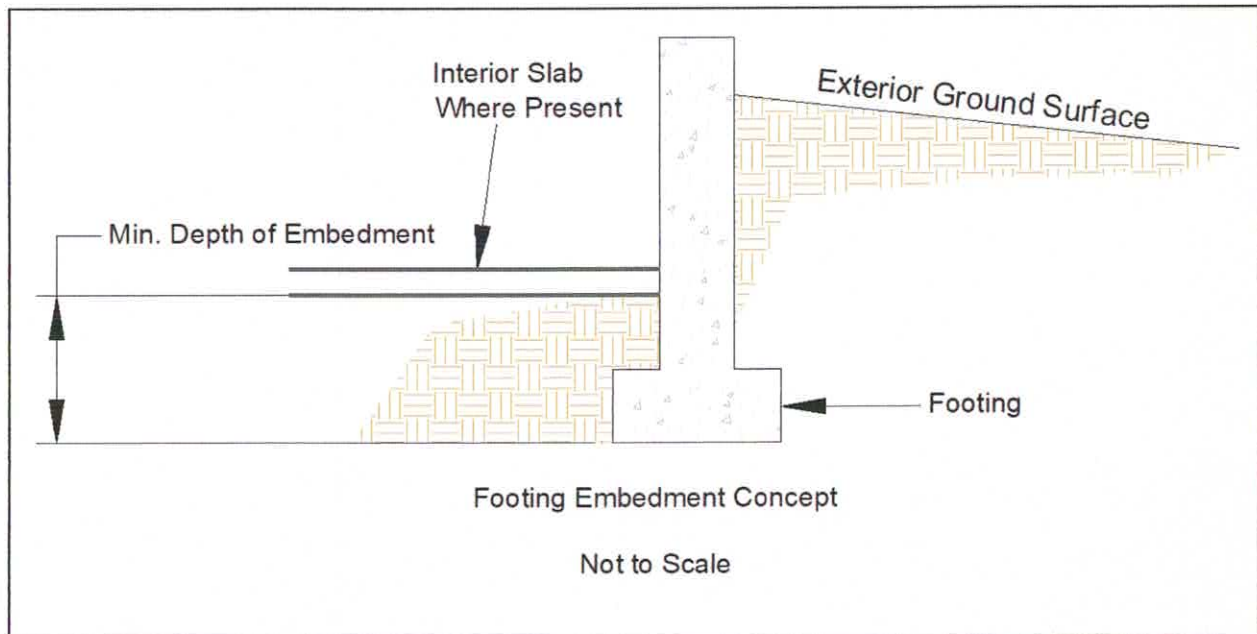 Interior Slab
Where Present
Exterior Ground Surface
Min. Depth of Embedment
Footing
Footing Embedment Concept
Not to Scale